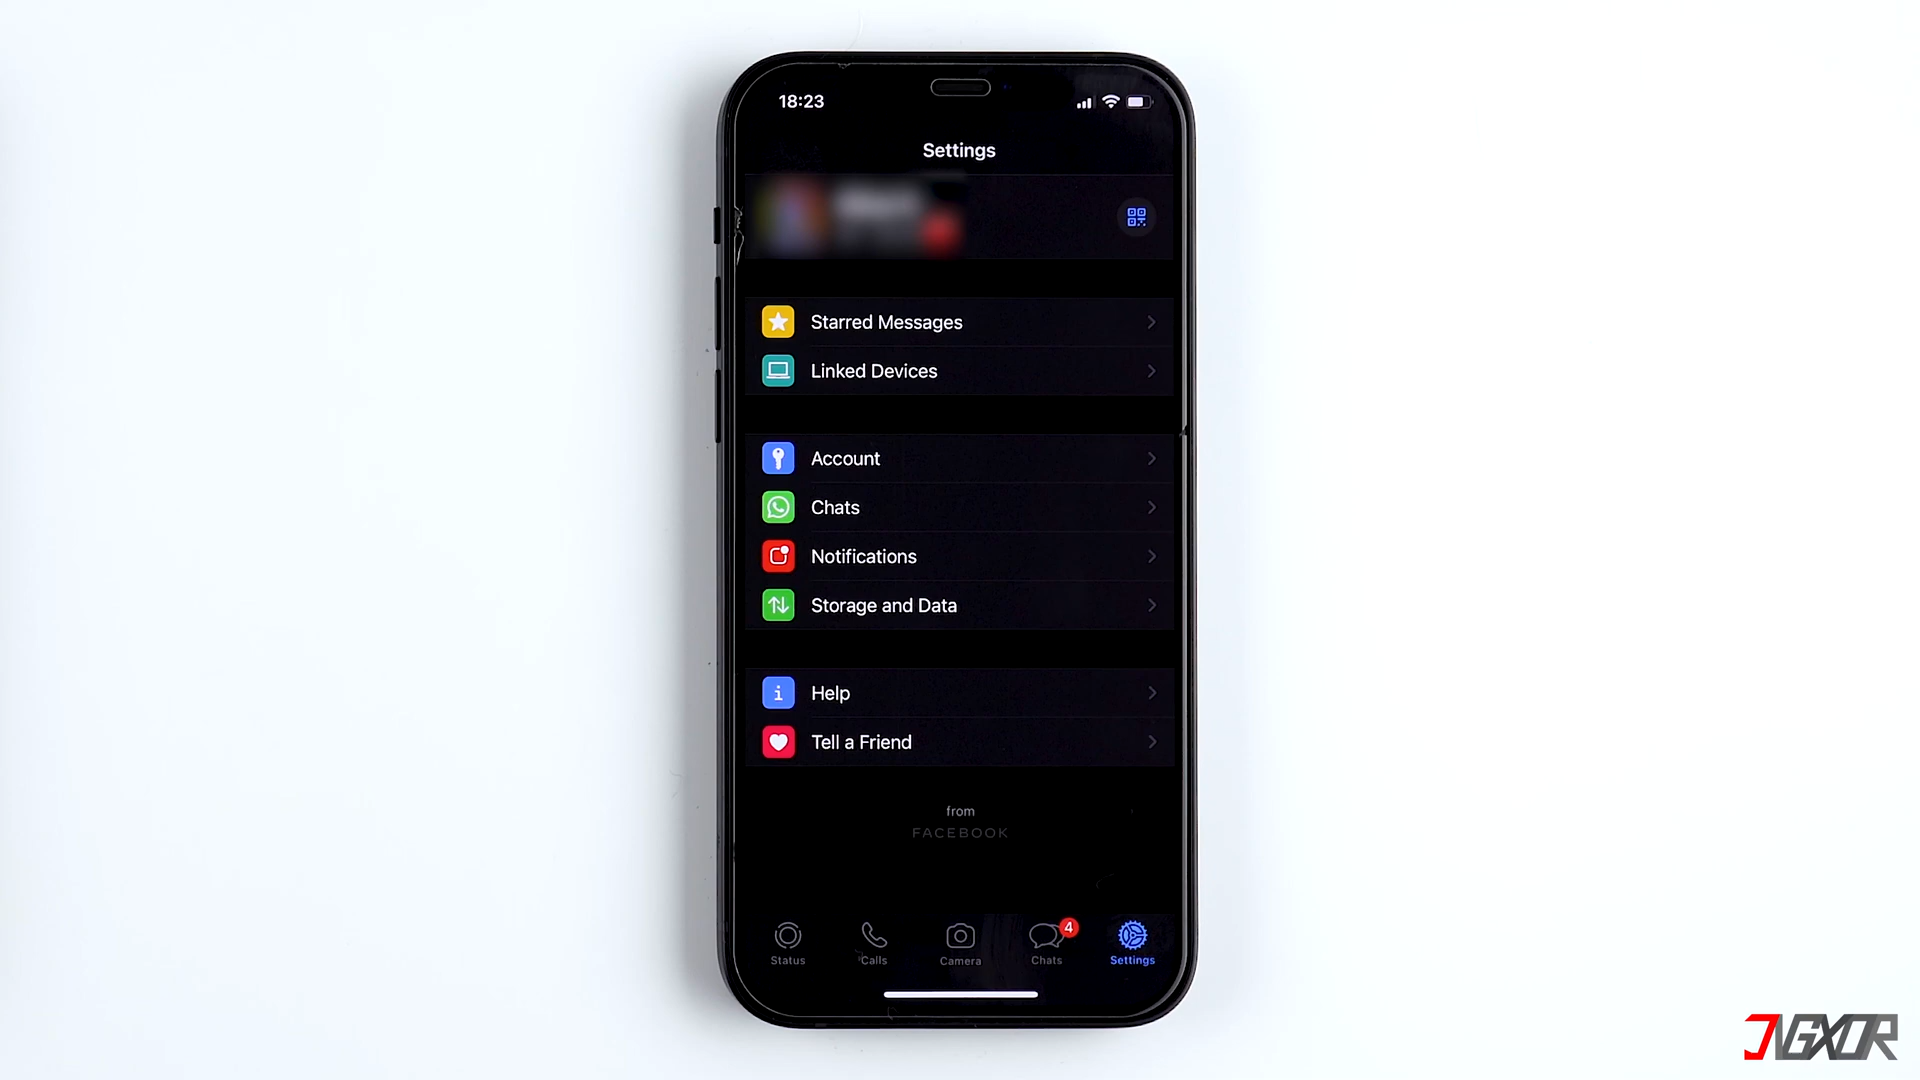 18:23
Settings
Starred Messages
Linked Devices
Account
Chats
Notifications
Storage and Data
Help
Tell a Friend
from
FACEBOOK
4
Status
Calls
Camera
Chats
Settings
JVGXOR